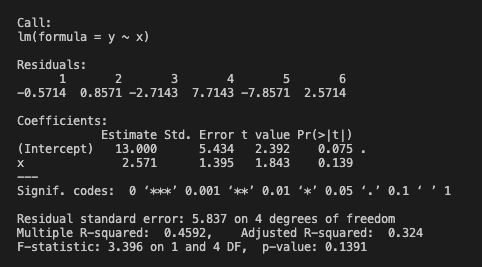 Call:
lm(formula = y ~ x)

Residuals:
      1       2       3       4       5       6
-0.5714  0.8571 -2.7143  7.7143 -7.8571  2.5714

Coefficients:
            Estimate Std. Error t value Pr(>|t|)
(Intercept)   13.000      5.434   2.392    0.075 .
x              2.571      1.395   1.843    0.139
---
Signif. codes:  0 ‘***’ 0.001 ‘**’ 0.01 ‘*’ 0.05 ‘.’ 0.1 ‘ ’ 1

Residual standard error: 5.837 on 4 degrees of freedom
Multiple R-squared:  0.4592,    Adjusted R-squared:  0.324
F-statistic: 3.396 on 1 and 4 DF,  p-value: 0.1391